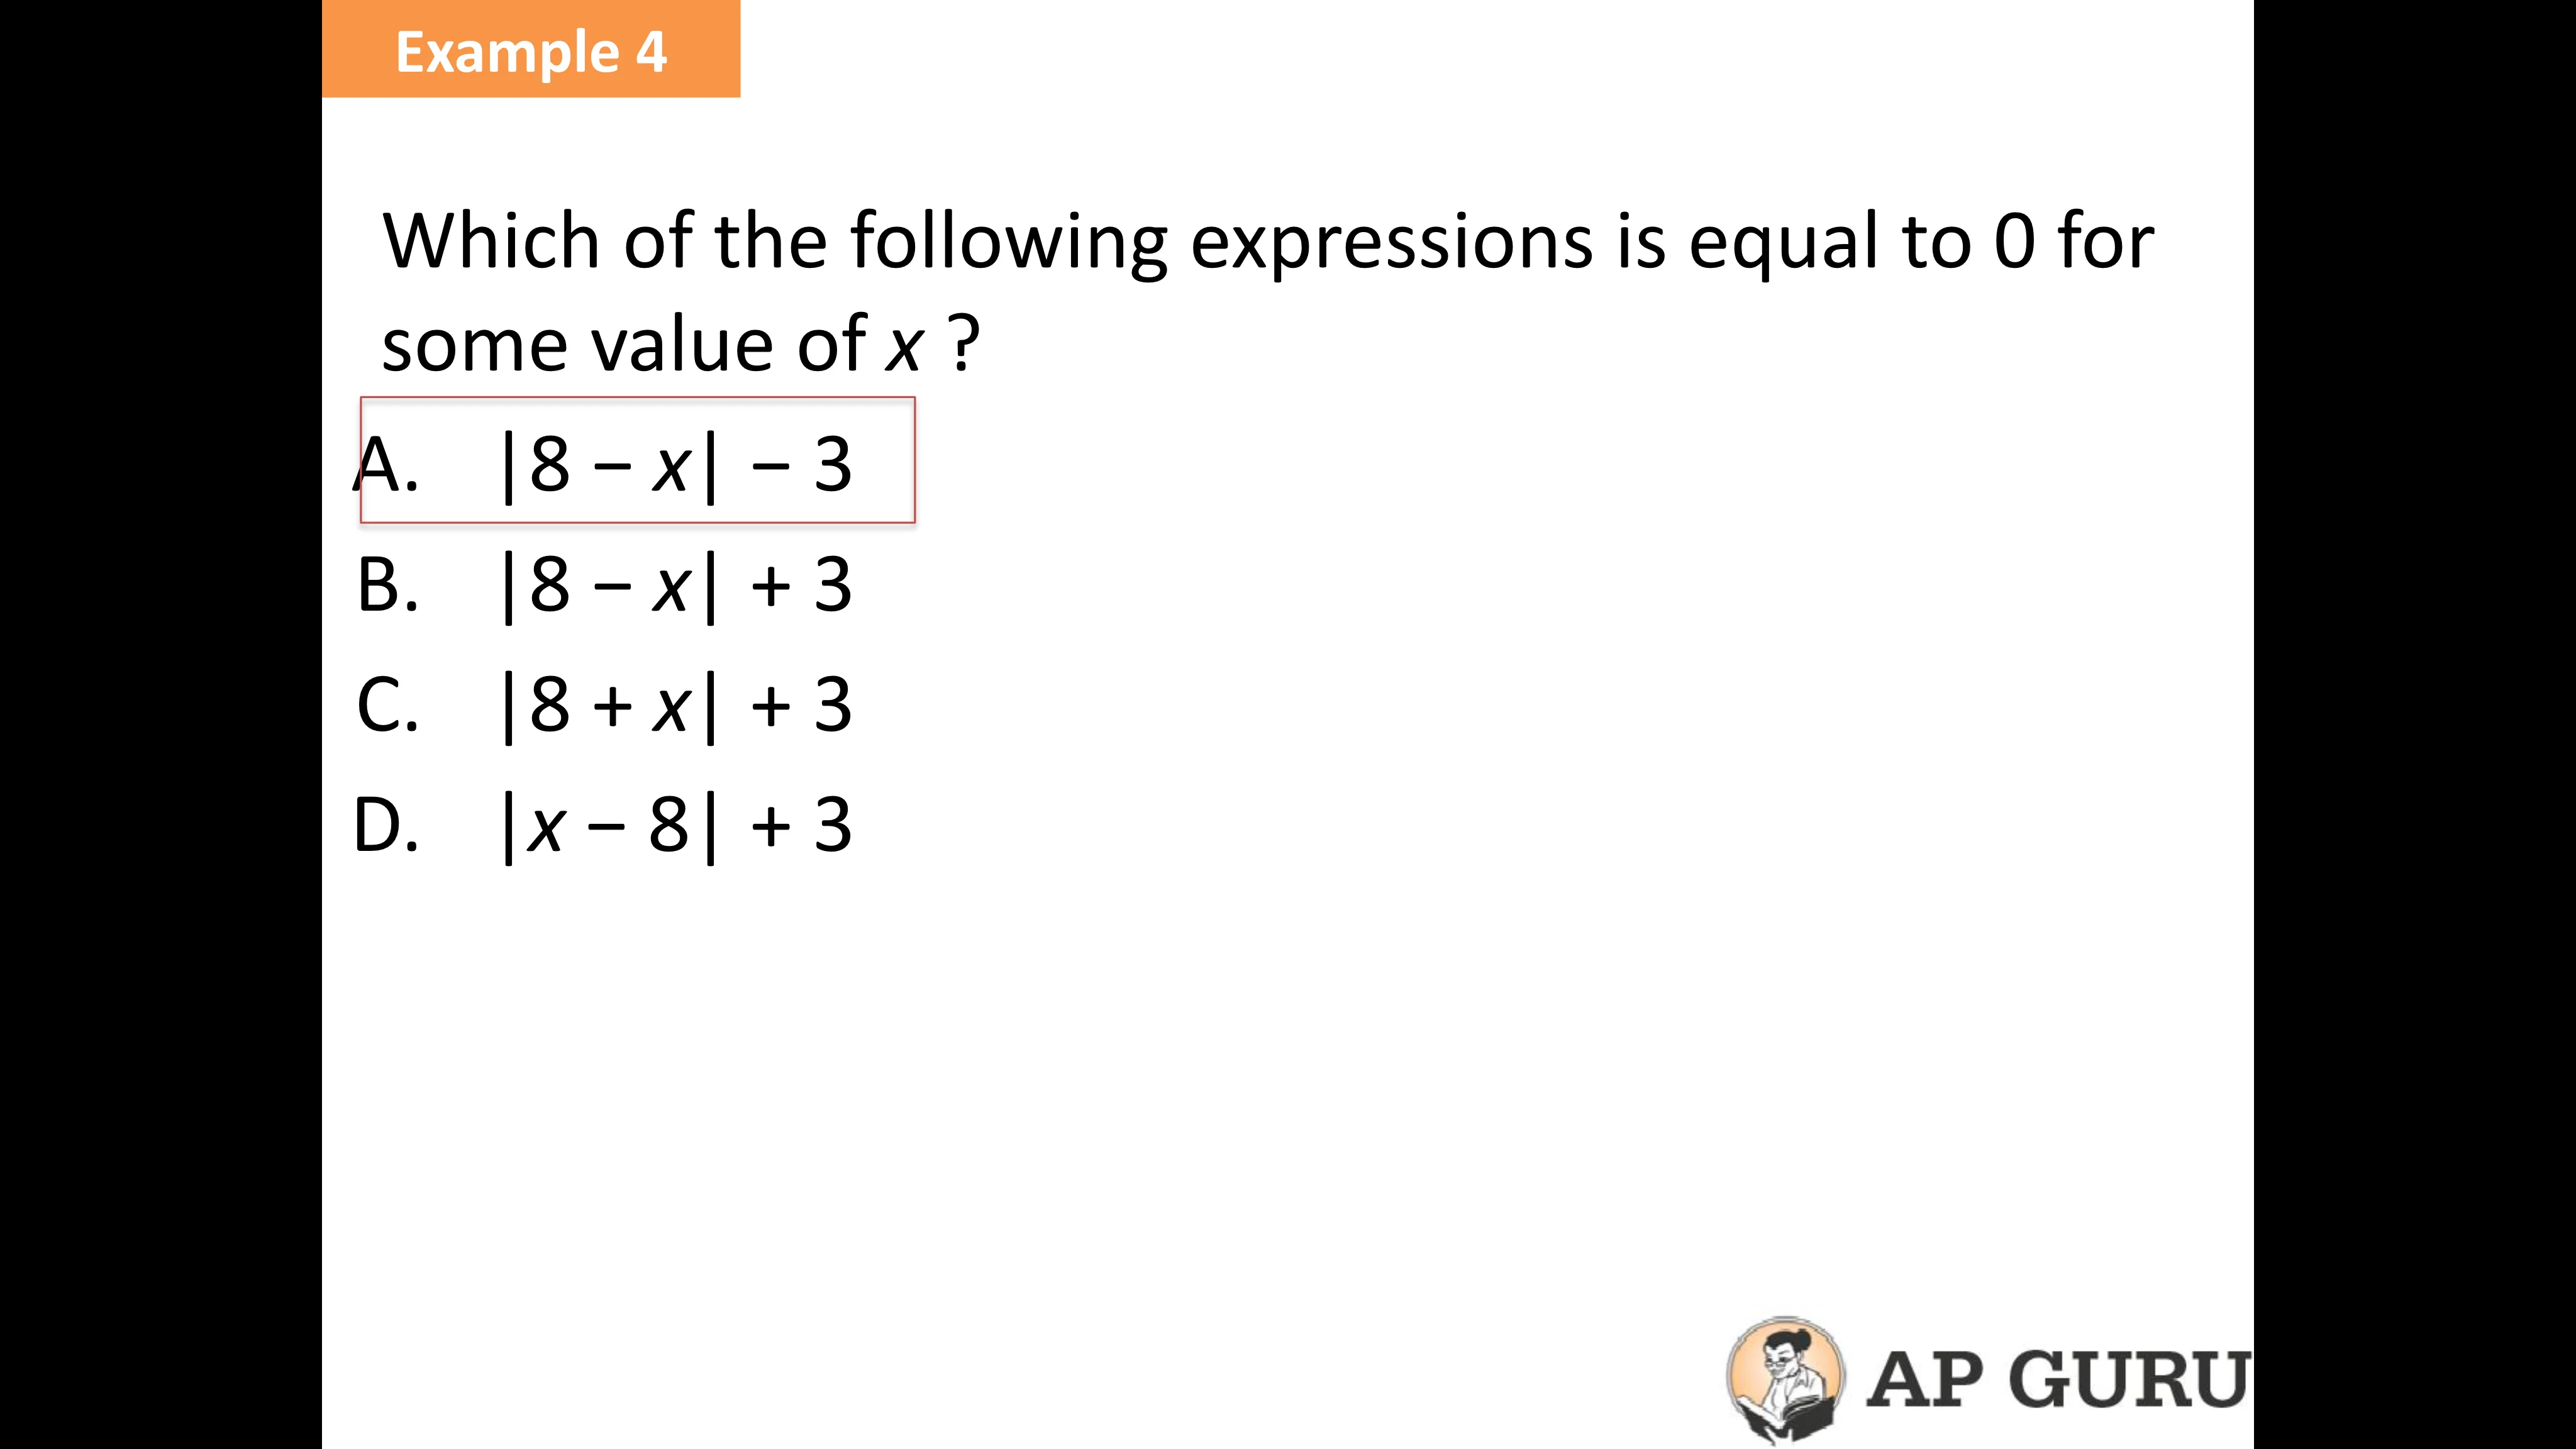 Example 4
Which of the following expressions is equal to 0 for
some value of x ?
A. |8 – x| – 3
B. |8 – x| + 3
C. |8 + x| + 3
D. |x – 8| + 3
AP GURU